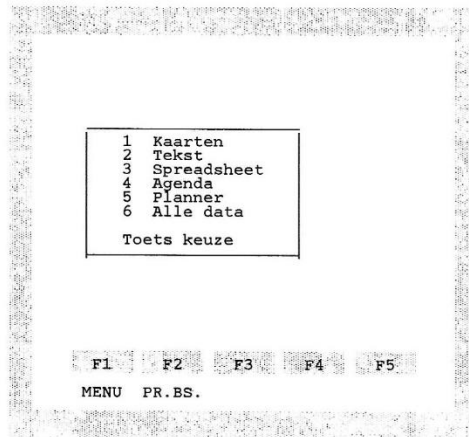 1 Kaarten
2 Tekst
3 Spreadsheet
4 Agenda
5 Planner
6 Alle data
Toets keuze
F1 F2 F3 F4 F5
MENU PR.BS.